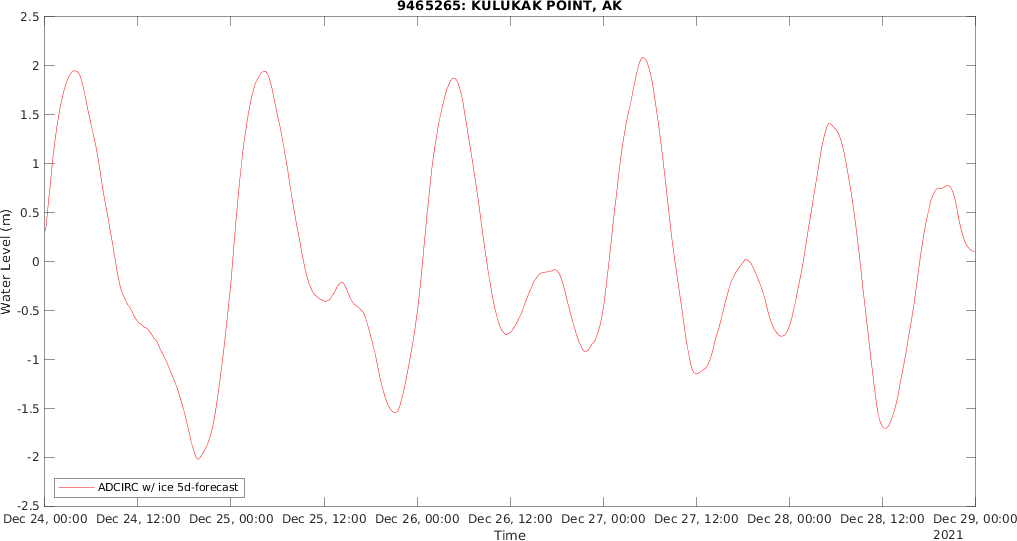 9465265: KULUKAK POINT, AK
Water Level (m)
2.5
2
1.5
1
0.5
0
-0.5
-1
-1.5
-2
-2.5
ADCIRC w/ ice 5d-forecast
Dec 24, 00:00 Dec 24, 12:00 Dec 25, 00:00 Dec 25, 12:00 Dec 26, 00:00 Dec 26, 12:00 Dec 27, 00:00 Dec 27, 12:00 Dec 28, 00:00 Dec 28, 12:00 Dec 29, 00:00
Time
2021